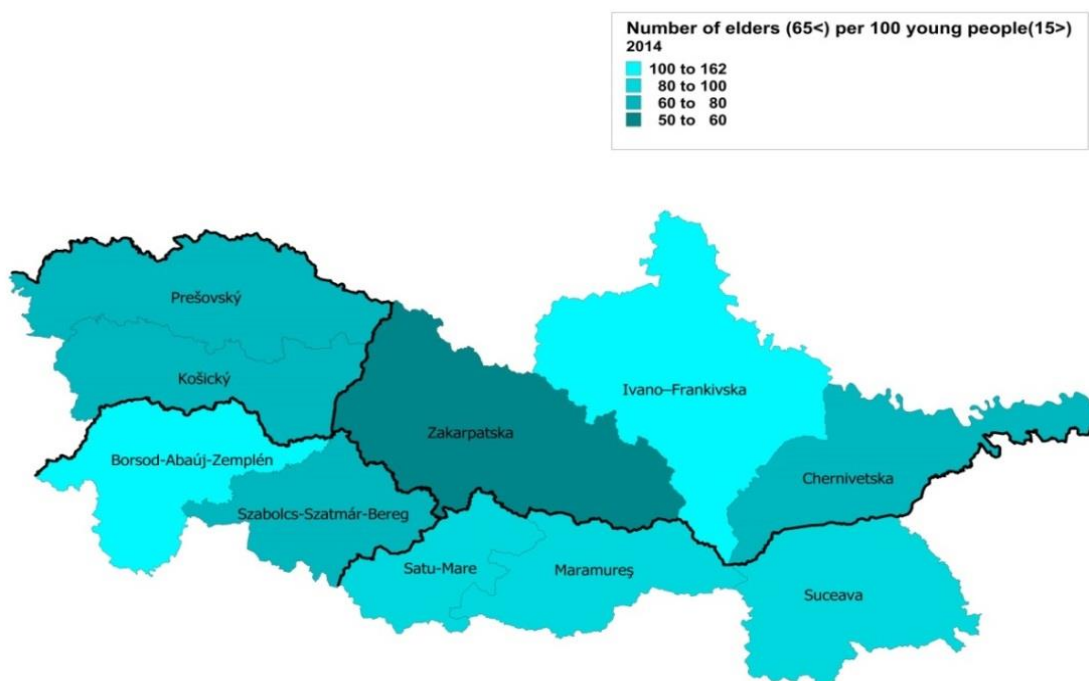 Number of elders (65<) per 100 young people(15>)
2014
100 to 162
80 to 100
60 to 80
50 to 60
Prešovský
Košický
Ivano–Frankivska
Zakarpatska
Borsod-Abaúj-Zemplén
Chernivetska
Szabolcs-Szatmár-Bereg
Satu-Mare
Maramureş
Suceava